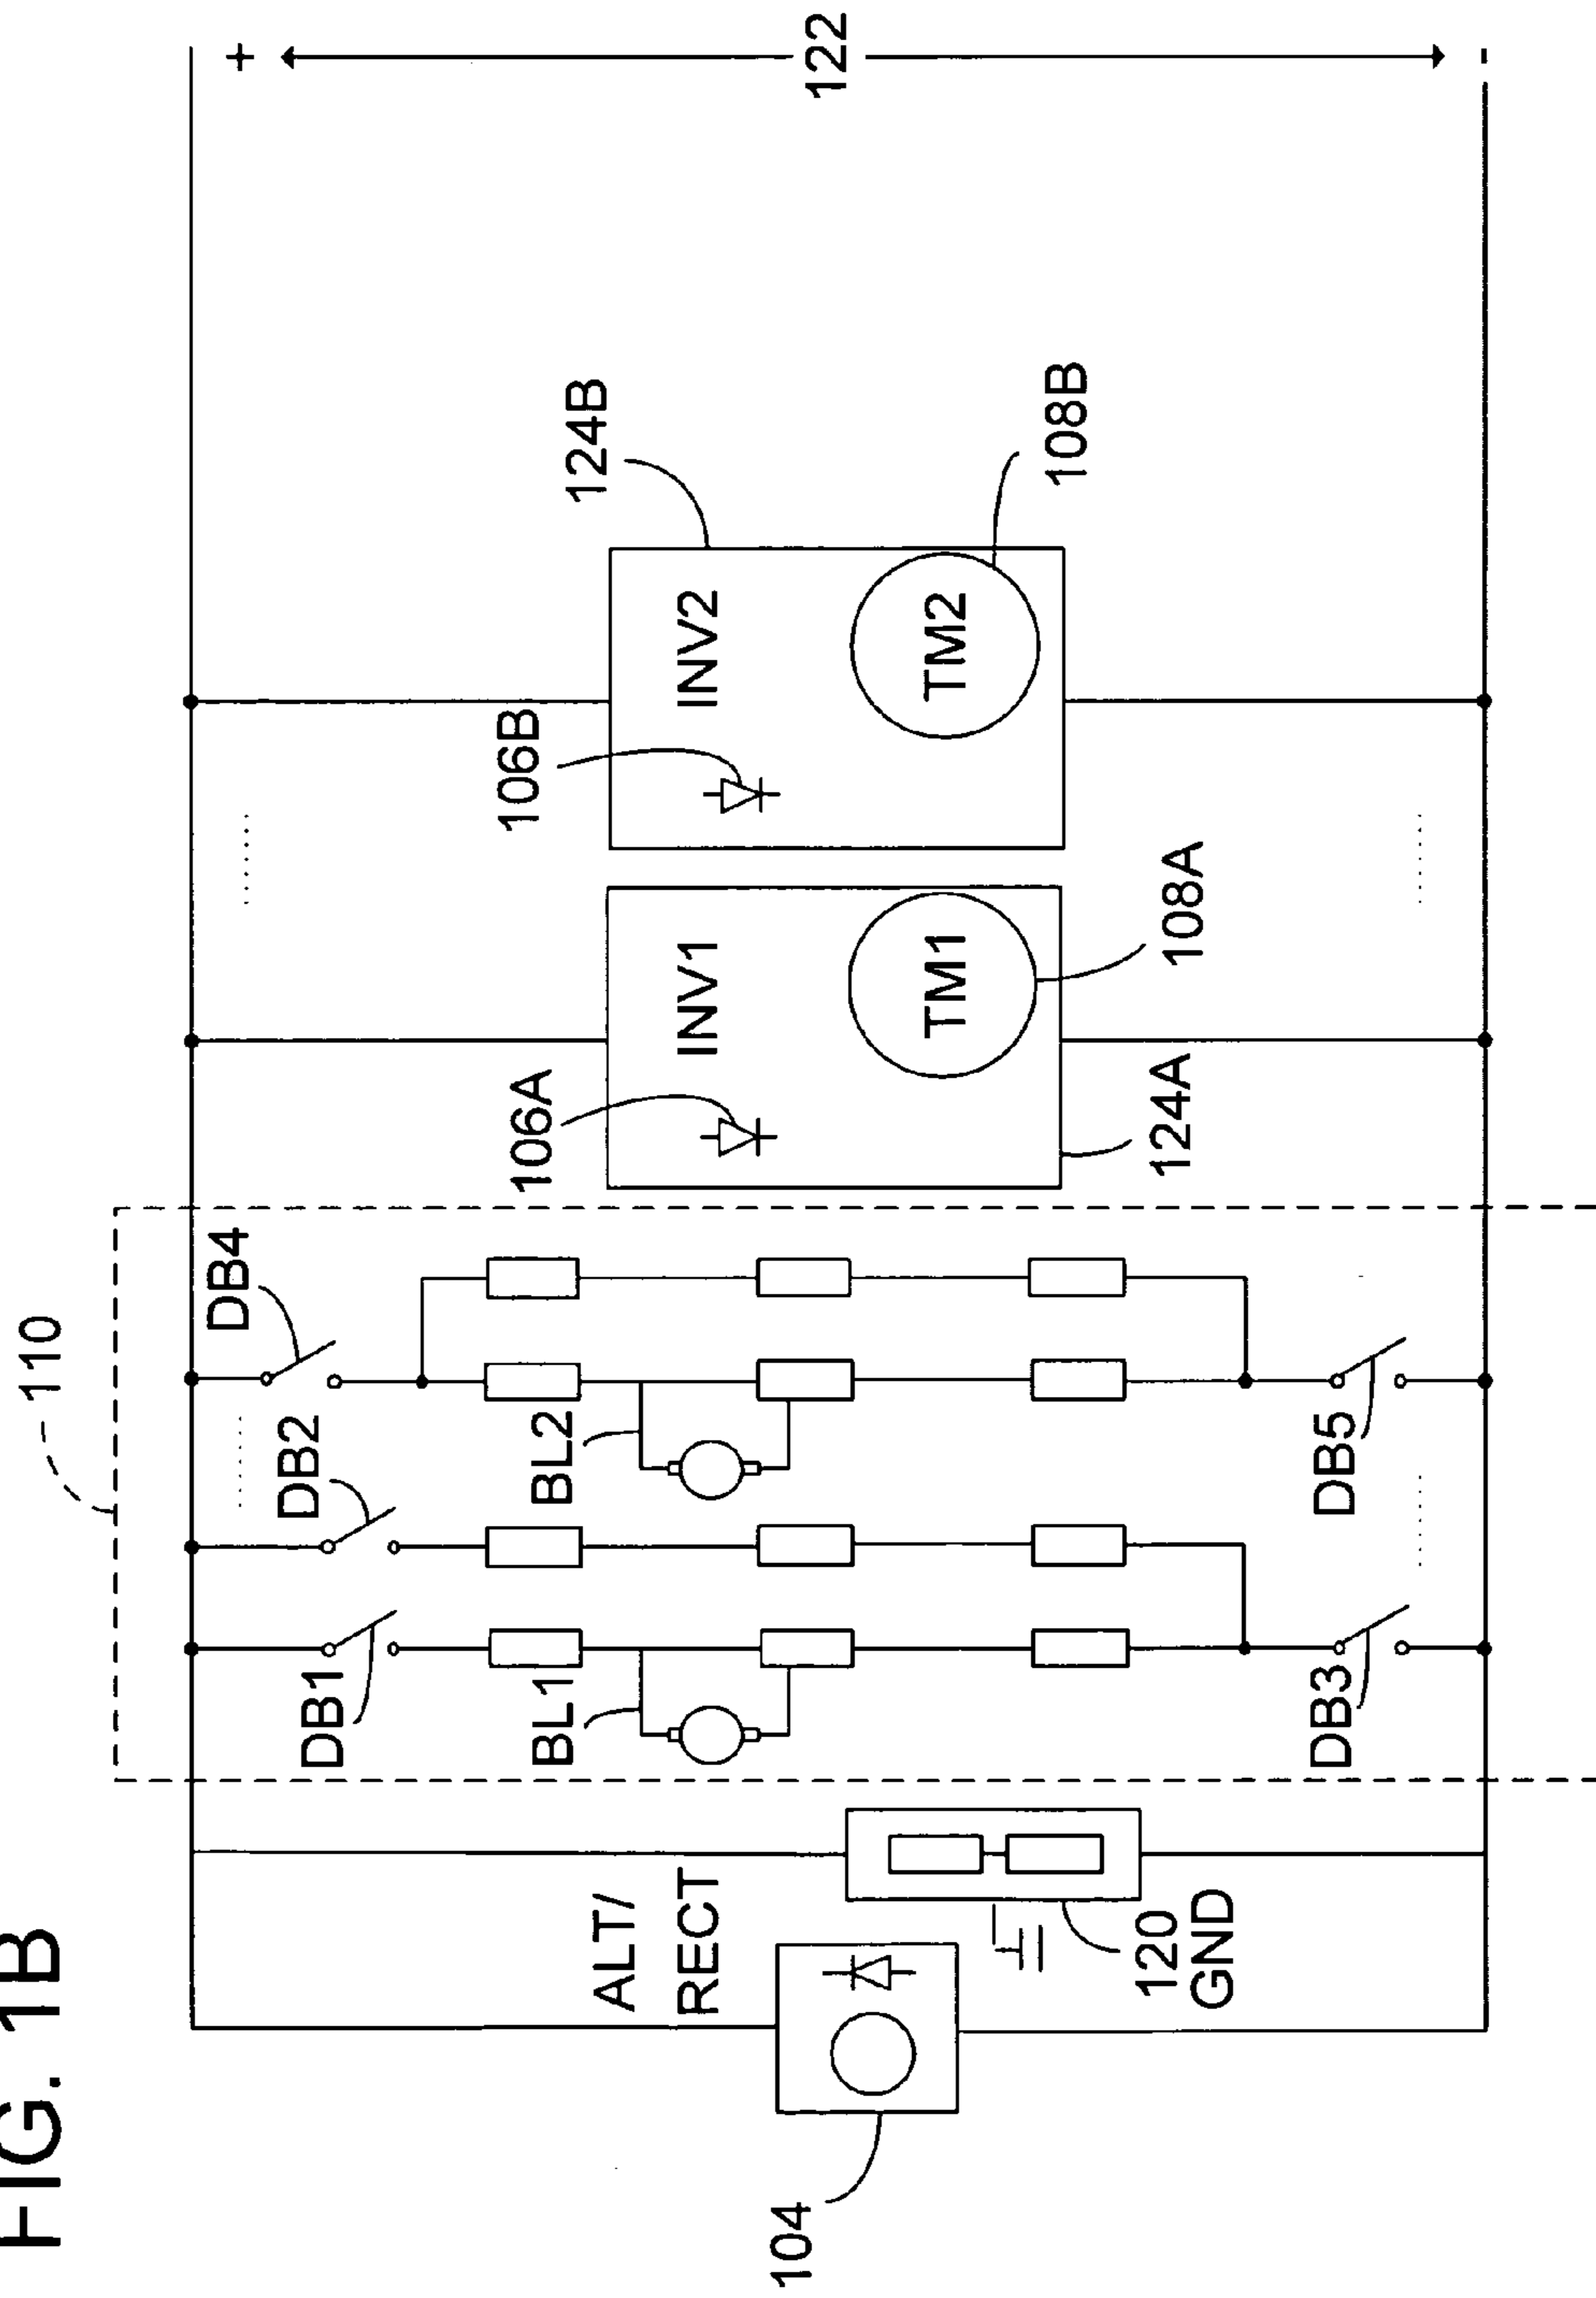 FIG. 1B
110
DB1
DB2
DB4
+
122
-
ALT/
RECT
BL1
BL2
106A
106B
124B
INV1
INV2
TM1
TM2
104
120
GND
DB3
DB5
124A
108A
108B